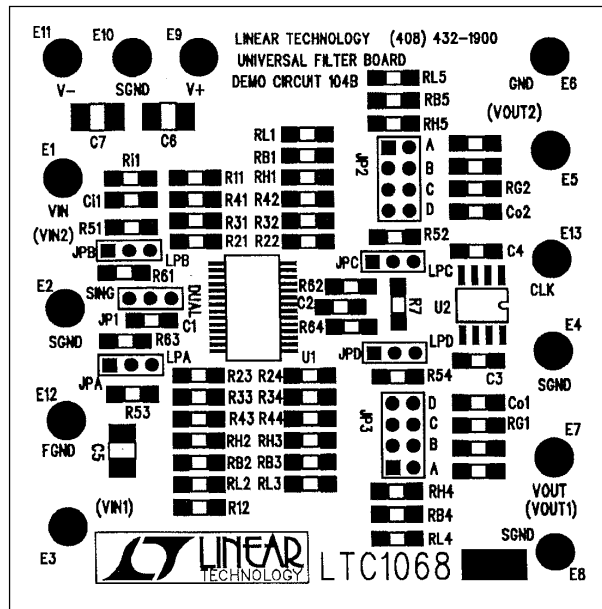 E11 E10 E9 LINEAR TECHNOLOGY (408) 432-1900
UNIVERSAL FILTER BOARD
DEMO CIRCUIT 104B
V- SGND V+
RL5
GND E6
RB5
C7 C6
RH5
(VOUT2)
RL1
E1
RB1
JP2
A
B
C
D
E5
Ri1
R11 RH1
RG2
Ci1
R41 R42
Co2
VIN
R51
R31 R32
(VIN2)
R21 R22
R52
E13
JPB LPB
C4
R61
JPC LPC
CLK
E2
SING DUAL
R62
C2
R7
U2
JP1 C1
R64
SGND
R63
E4
LPA
U1
JPD LPD
JPA
C3
R23 R24
R54
SGND
R53
R33 R34
E12
JP3
D
C
B
A
Co1
R43 R44
RG1
FGND
C5
RH2 RH3
E7
RB2 RB3
RL2 RL3
RH4
VOUT
(VIN1)
R12
(VOUT1)
RB4
SGND
E3
RL4
LINEAR
TECHNOLOGY
LTC1068
E8